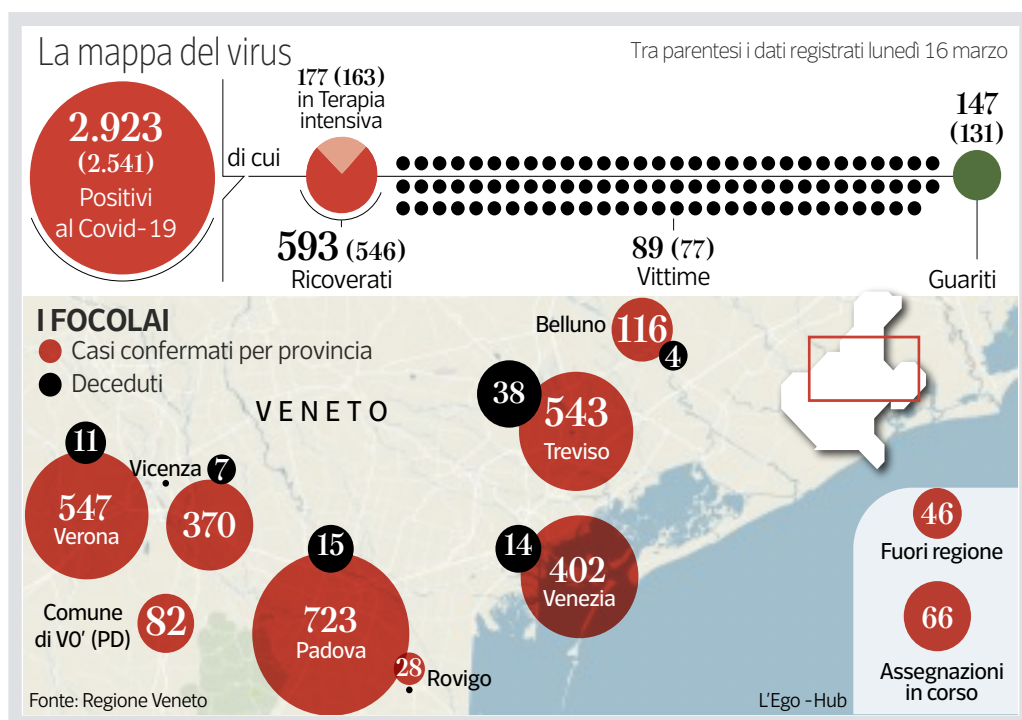 La mappa del virus
Tra parentesi i dati registrati lunedì 16 marzo
2.923
(2.541)
Positivi
al Covid-19
di cui
177 (163)
in Terapia
intensiva
593 (546)
Ricoverati
89 (77)
Vittime
147
(131)
Guariti
I FOCOLAI
Casi confermati per provincia
Deceduti
VENETO
Belluno
116
4
38
543
Treviso
11
547
Verona
Vicenza
7
370
15
723
Padova
14
402
Venezia
Comune
di VO' (PD)
82
28
Rovigo
46
Fuori regione
66
Assegnazioni
in corso
Fonte: Regione Veneto
L'Ego - Hub